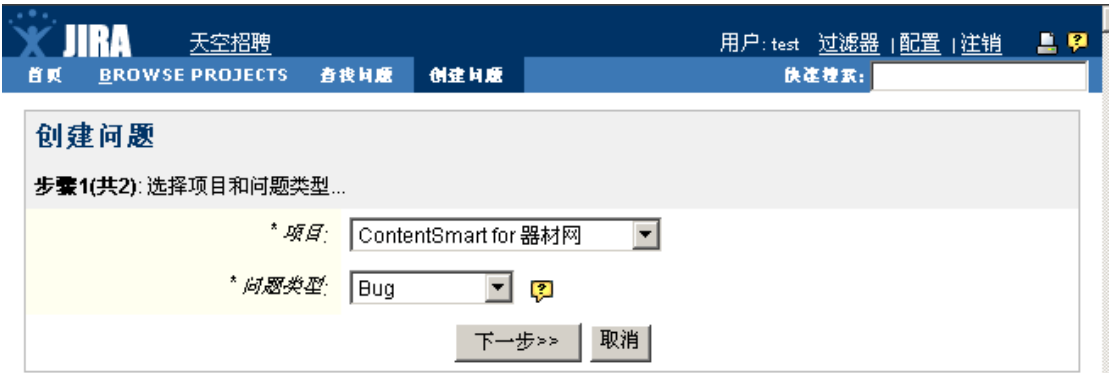 JIRA 天空招聘 用户: test 过滤器 | 配置 | 注销
首页 BROWSE PROJECTS 查找问题 创建问题 快速搜索:
创建问题
步骤1(共2): 选择项目和问题类型...
* 项目: ContentSmart for 器材网
* 问题类型: Bug
下一步>> 取消